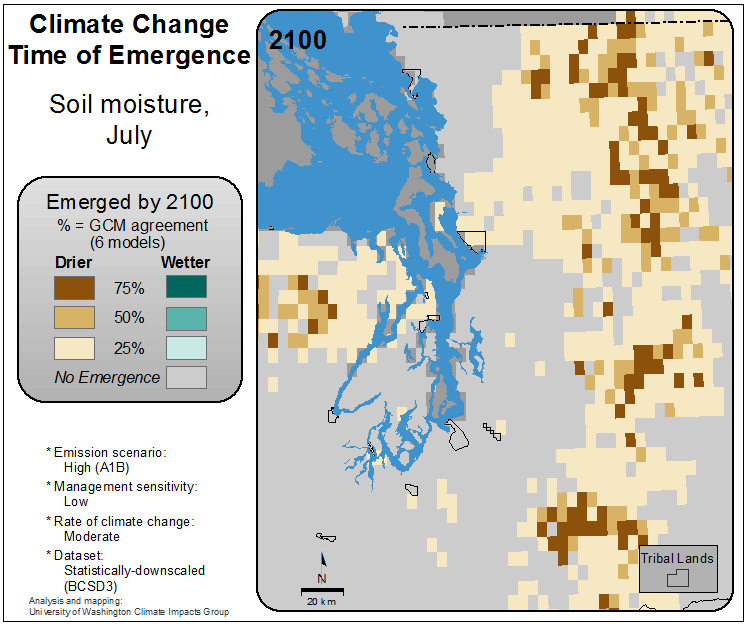 Climate Change
Time of Emergence
Soil moisture,
July
Emerged by 2100
% = GCM agreement
(6 models)
Drier Wetter
75%
50%
25%
No Emergence
* Emission scenario:
High (A1B)
* Management sensitivity:
Low
* Rate of climate change:
Moderate
* Dataset:
Statistically-downscaled
(BCSD3)
Analysis and mapping:
University of Washington Climate Impacts Group
2100
N
20 km
Tribal Lands